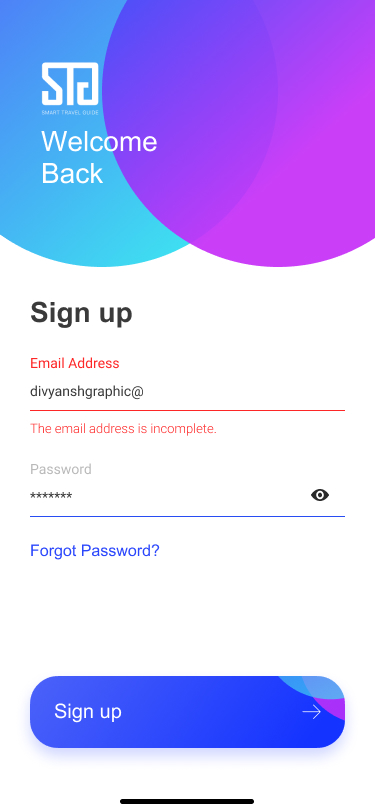 STG
SMART TRAVEL GUIDE
Welcome
Back
Sign up
Email Address
divyanshgraphic@
The email address is incomplete.
Password
*******
Forgot Password?
Sign up